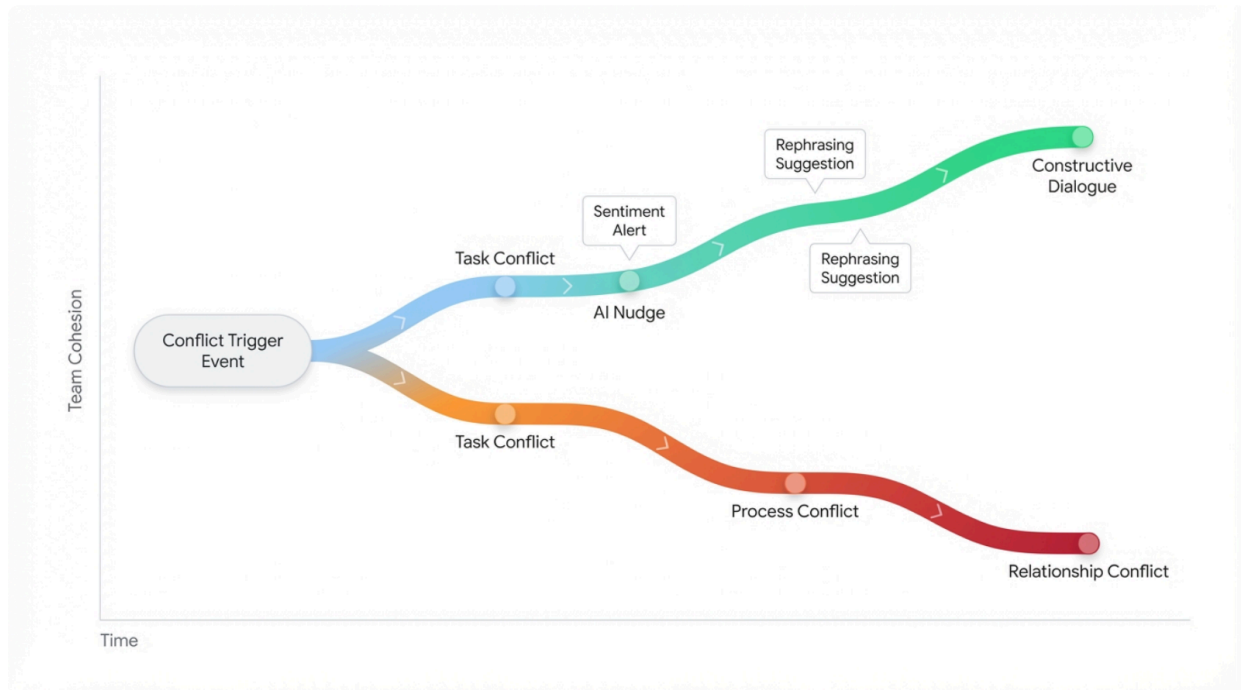 Rephrasing
Suggestion
Constructive
Dialogue
Sentiment
Alert
Task Conflict
Rephrasing
Suggestion
AI Nudge
Conflict Trigger
Event
Team Cohesion
Task Conflict
Process Conflict
Relationship Conflict
Time